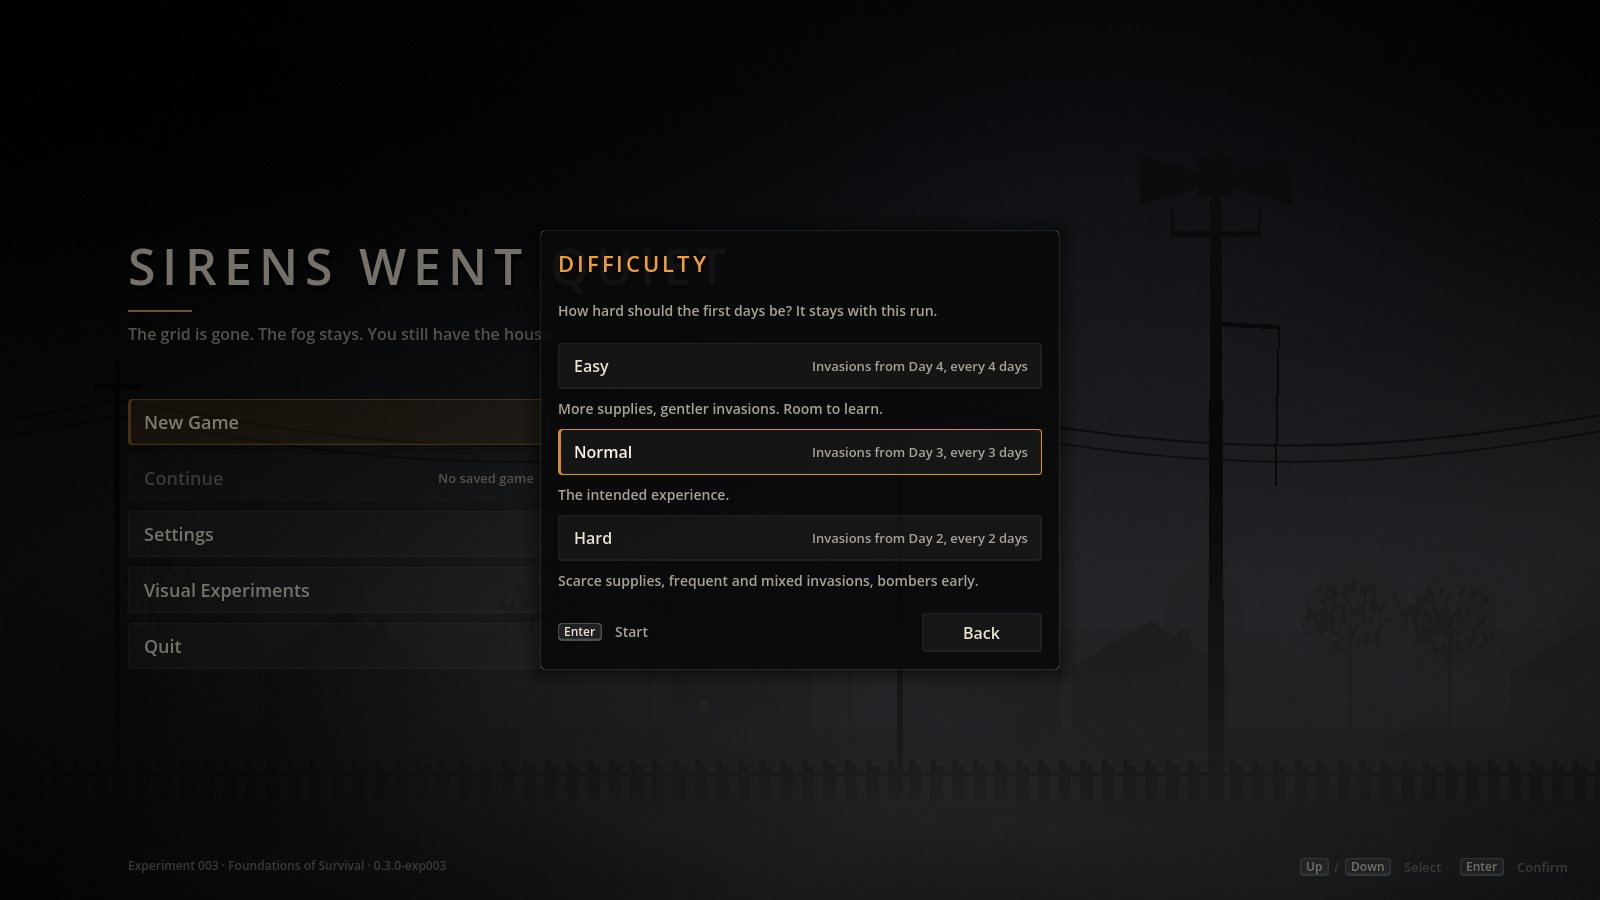 SIRENS WENT QUIET
The grid is gone. The fog stays. You still have the house.
New Game
Continue No saved game
Settings
Visual Experiments
Quit
DIFFICULTY
How hard should the first days be? It stays with this run.
Easy Invasions from Day 4, every 4 days
More supplies, gentler invasions. Room to learn.
Normal Invasions from Day 3, every 3 days
The intended experience.
Hard Invasions from Day 2, every 2 days
Scarce supplies, frequent and mixed invasions, bombers early.
Enter Start Back
Experiment 003 · Foundations of Survival · 0.3.0-exp003
Up / Down Select Enter Confirm